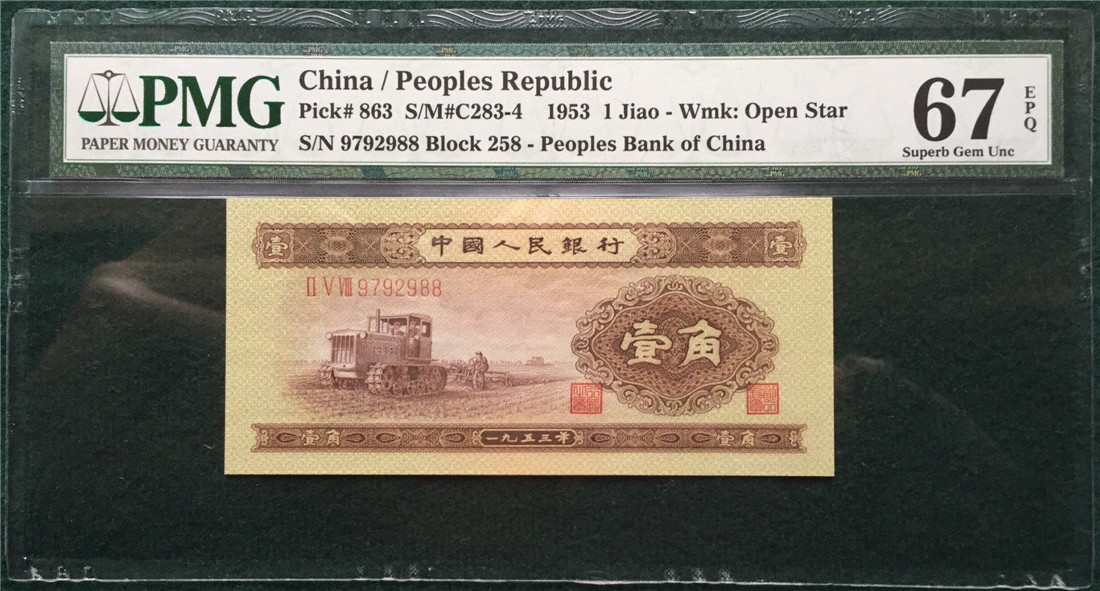 PMG
PAPER MONEY GUARANTY
China / Peoples Republic
Pick# 863 S/M#C283-4 1953 1 Jiao - Wmk: Open Star
S/N 9792988 Block 258 - Peoples Bank of China
67
EPQ
Superb Gem Unc
壹 中國人民銀行 壹
II V VIII 9792988
壹角
壹角 一九五三年 壹角